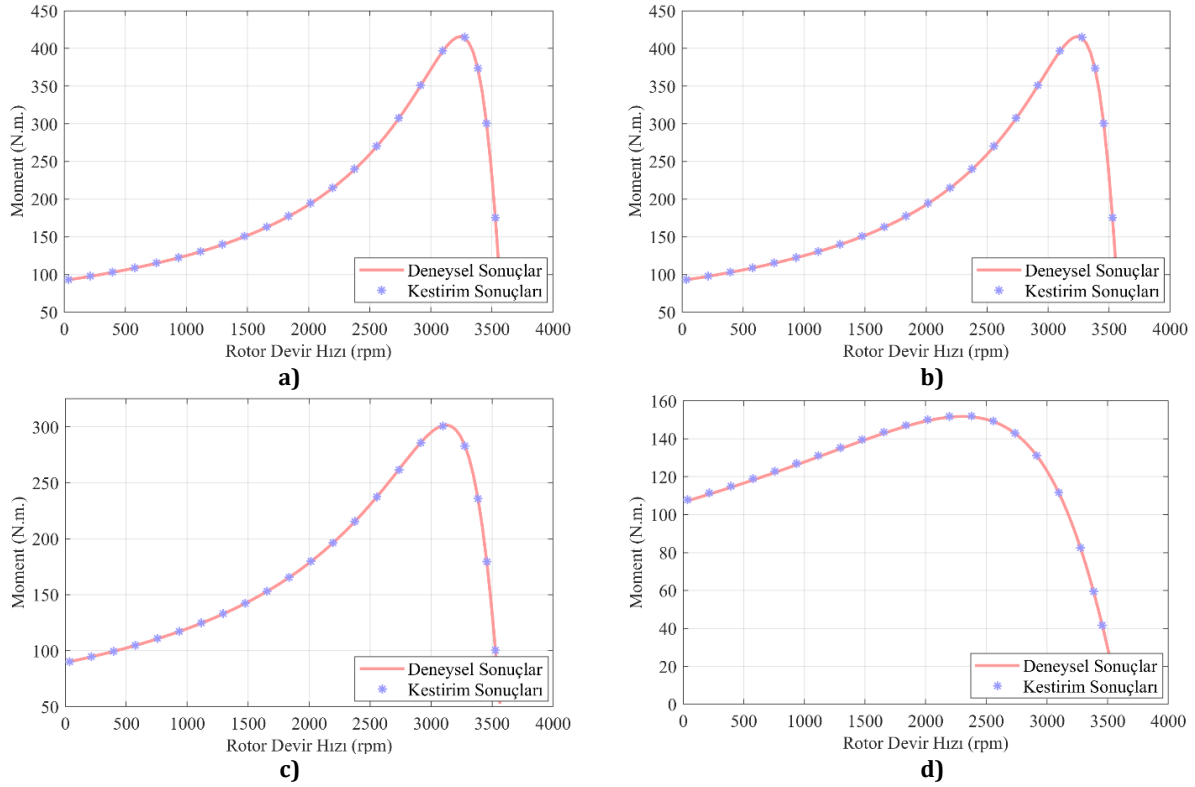 450
400
350
300
250
200
150
100
50
Moment (N.m.)
0 500 1000 1500 2000 2500 3000 3500 4000
Rotor Devir Hızı (rpm)
Deneysel Sonuçlar
Kestirim Sonuçları
a)
450
400
350
300
250
200
150
100
50
Moment (N.m.)
0 500 1000 1500 2000 2500 3000 3500 4000
Rotor Devir Hızı (rpm)
Deneysel Sonuçlar
Kestirim Sonuçları
b)
300
250
200
150
100
50
Moment (N.m.)
0 500 1000 1500 2000 2500 3000 3500 4000
Rotor Devir Hızı (rpm)
Deneysel Sonuçlar
Kestirim Sonuçları
c)
160
140
120
100
80
60
40
20
0
Moment (N.m.)
0 500 1000 1500 2000 2500 3000 3500 4000
Rotor Devir Hızı (rpm)
Deneysel Sonuçlar
Kestirim Sonuçları
d)